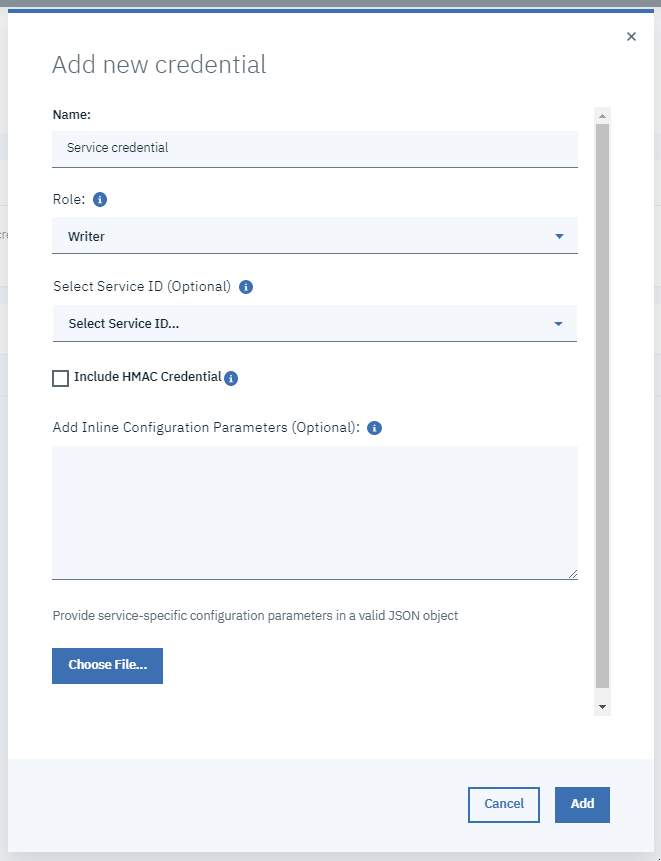 Add new credential
Name:
Service credential
Role:
Writer
Select Service ID (Optional)
Select Service ID...
Include HMAC Credential
Add Inline Configuration Parameters (Optional):
Provide service-specific configuration parameters in a valid JSON object
Choose File...
Cancel
Add